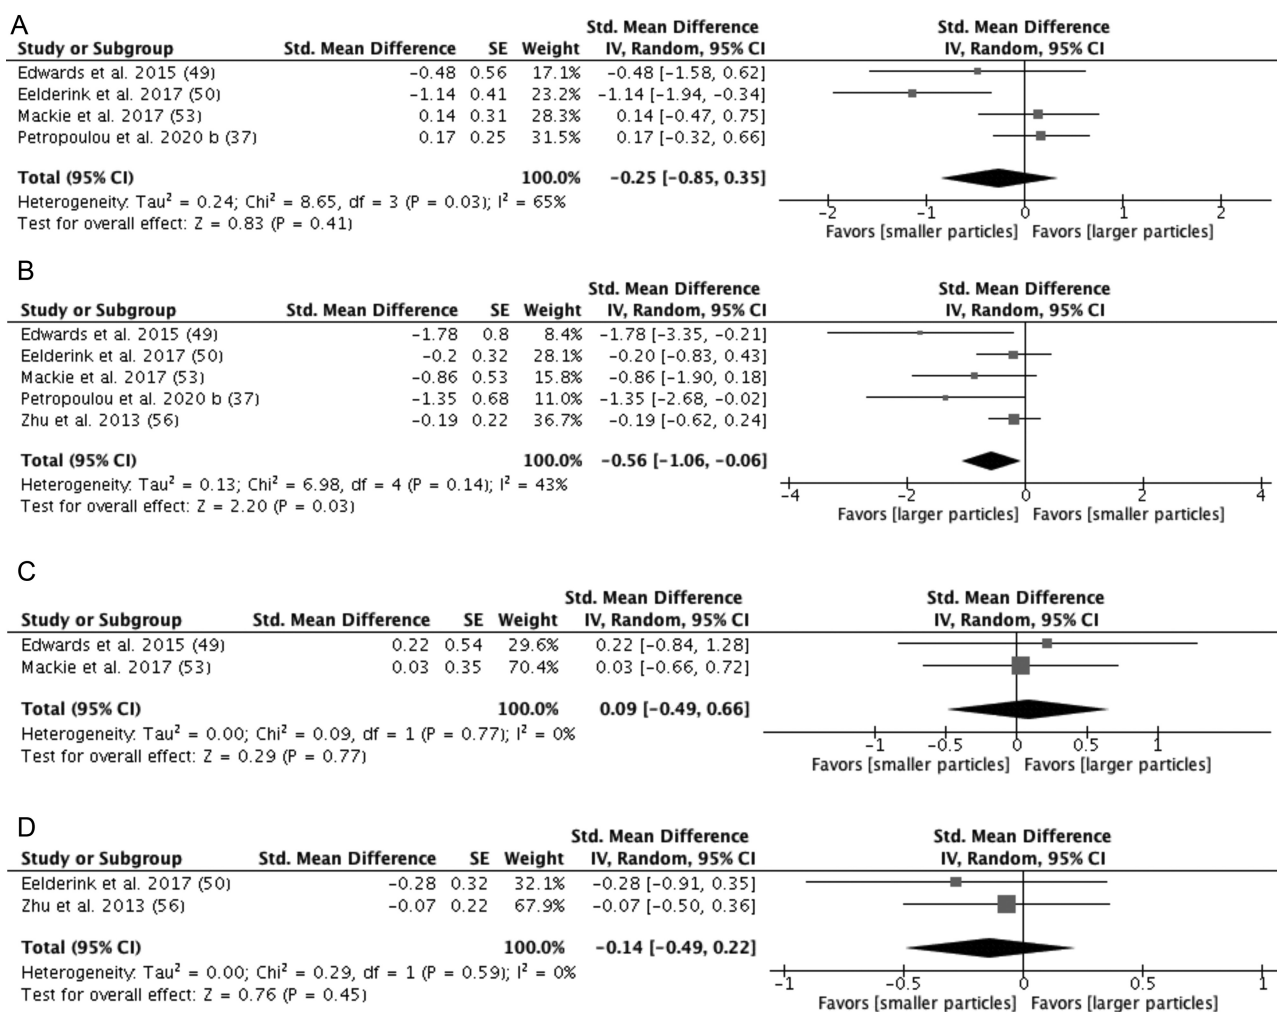 A
Std. Mean Difference Std. Mean Difference
Study or Subgroup Std. Mean Difference SE Weight IV, Random, 95% CI IV, Random, 95% CI
Edwards et al. 2015 (49) −0.48 0.56 17.1% −0.48 [−1.58, 0.62]
Eelderink et al. 2017 (50) −1.14 0.41 23.2% −1.14 [−1.94, −0.34]
Mackie et al. 2017 (53) 0.14 0.31 28.3% 0.14 [−0.47, 0.75]
Petropoulou et al. 2020 b (37) 0.17 0.25 31.5% 0.17 [−0.32, 0.66]
Total (95% CI) 100.0% −0.25 [−0.85, 0.35]
Heterogeneity: Tau² = 0.24; Chi² = 8.65, df = 3 (P = 0.03); I² = 65%
Test for overall effect: Z = 0.83 (P = 0.41)
−2 −1 0 1 2
Favors [smaller particles] Favors [larger particles]
B
Std. Mean Difference Std. Mean Difference
Study or Subgroup Std. Mean Difference SE Weight IV, Random, 95% CI IV, Random, 95% CI
Edwards et al. 2015 (49) −1.78 0.8 8.4% −1.78 [−3.35, −0.21]
Eelderink et al. 2017 (50) −0.2 0.32 28.1% −0.20 [−0.83, 0.43]
Mackie et al. 2017 (53) −0.86 0.53 15.8% −0.86 [−1.90, 0.18]
Petropoulou et al. 2020 b (37) −1.35 0.68 11.0% −1.35 [−2.68, −0.02]
Zhu et al. 2013 (56) −0.19 0.22 36.7% −0.19 [−0.62, 0.24]
Total (95% CI) 100.0% −0.56 [−1.06, −0.06]
Heterogeneity: Tau² = 0.13; Chi² = 6.98, df = 4 (P = 0.14); I² = 43%
Test for overall effect: Z = 2.20 (P = 0.03)
−4 −2 0 2 4
Favors [larger particles] Favors [smaller particles]
C
Std. Mean Difference Std. Mean Difference
Study or Subgroup Std. Mean Difference SE Weight IV, Random, 95% CI IV, Random, 95% CI
Edwards et al. 2015 (49) 0.22 0.54 29.6% 0.22 [−0.84, 1.28]
Mackie et al. 2017 (53) 0.03 0.35 70.4% 0.03 [−0.66, 0.72]
Total (95% CI) 100.0% 0.09 [−0.49, 0.66]
Heterogeneity: Tau² = 0.00; Chi² = 0.09, df = 1 (P = 0.77); I² = 0%
Test for overall effect: Z = 0.29 (P = 0.77)
−1 −0.5 0 0.5 1
Favors [smaller particles] Favors [larger particles]
D
Std. Mean Difference Std. Mean Difference
Study or Subgroup Std. Mean Difference SE Weight IV, Random, 95% CI IV, Random, 95% CI
Eelderink et al. 2017 (50) −0.28 0.32 32.1% −0.28 [−0.91, 0.35]
Zhu et al. 2013 (56) −0.07 0.22 67.9% −0.07 [−0.50, 0.36]
Total (95% CI) 100.0% −0.14 [−0.49, 0.22]
Heterogeneity: Tau² = 0.00; Chi² = 0.29, df = 1 (P = 0.59); I² = 0%
Test for overall effect: Z = 0.76 (P = 0.45)
−1 −0.5 0 0.5 1
Favors [smaller particles] Favors [larger particles]